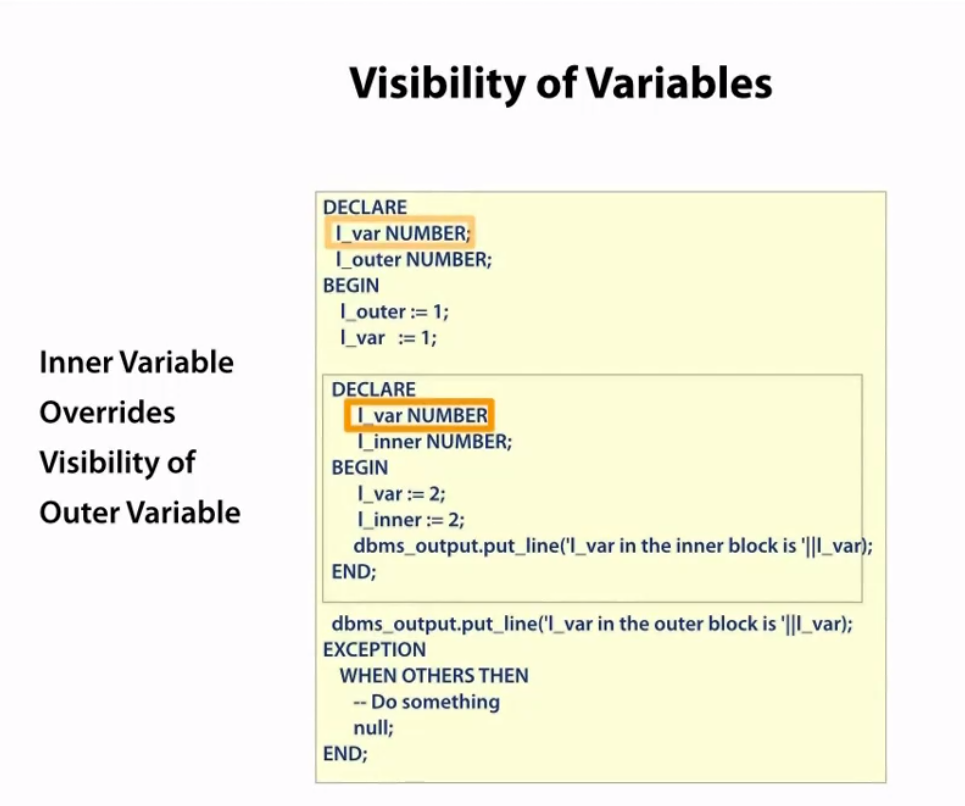 Visibility of Variables
Inner Variable
Overrides
Visibility of
Outer Variable
DECLARE
l_var NUMBER;
l_outer NUMBER;
BEGIN
l_outer := 1;
l_var := 1;
DECLARE
l_var NUMBER
l_inner NUMBER;
BEGIN
l_var := 2;
l_inner := 2;
dbms_output.put_line('l_var in the inner block is '||l_var);
END;
dbms_output.put_line('l_var in the outer block is '||l_var);
EXCEPTION
WHEN OTHERS THEN
-- Do something
null;
END;